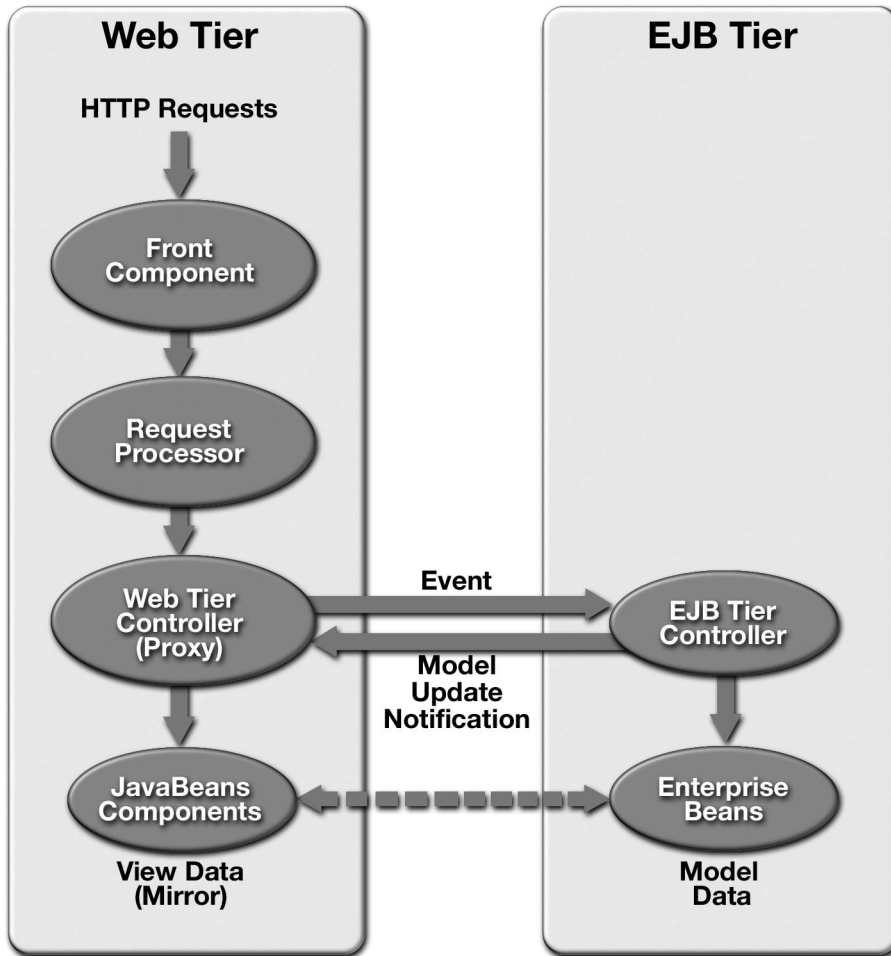 Web Tier
EJB Tier
HTTP Requests
Front
Component
Request
Processor
Web Tier
Controller
(Proxy)
Event
EJB Tier
Controller
Model
Update
Notification
JavaBeans
Components
Enterprise
Beans
View Data
(Mirror)
Model
Data